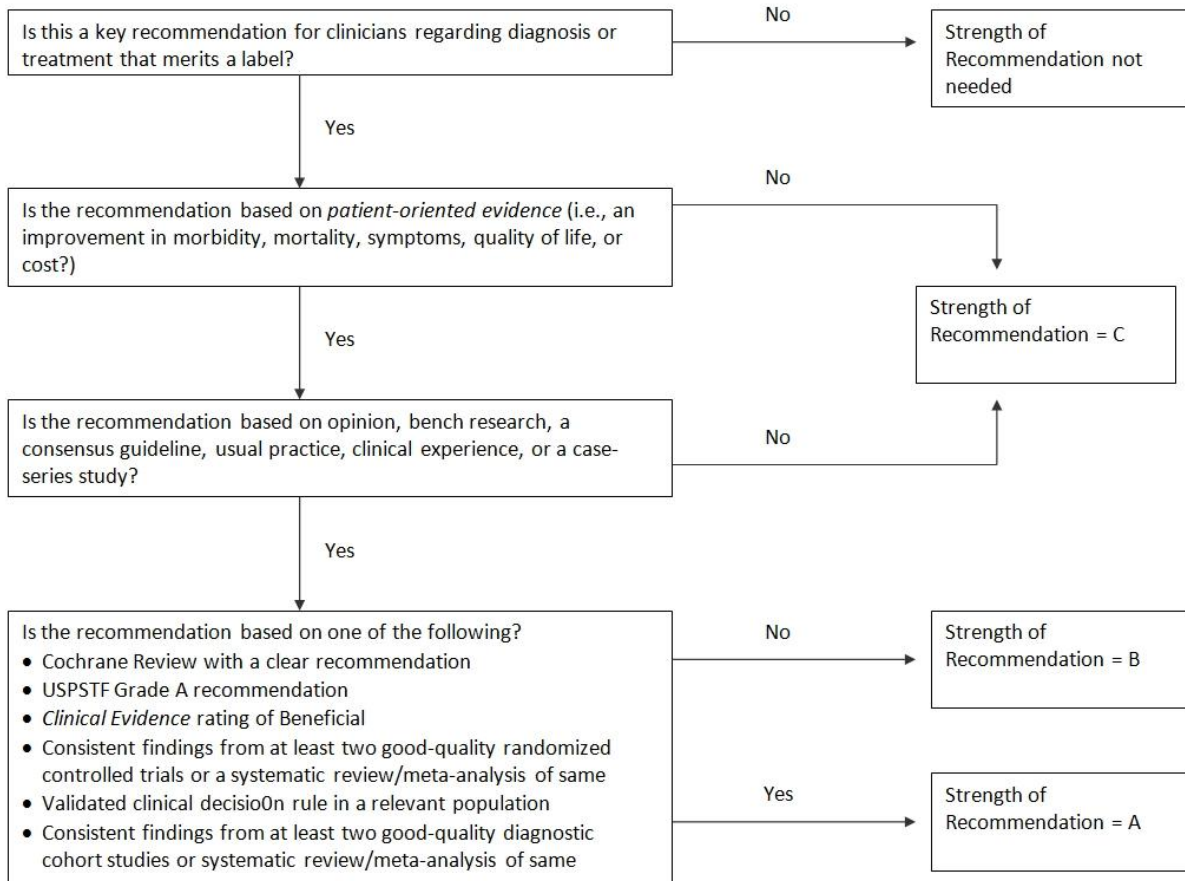 Is this a key recommendation for clinicians regarding diagnosis or
treatment that merits a label?
No
Strength of
Recommendation not
needed
Yes
Is the recommendation based on patient-oriented evidence (i.e., an
improvement in morbidity, mortality, symptoms, quality of life, or
cost?)
No
Strength of
Recommendation = C
Yes
Is the recommendation based on opinion, bench research, a
consensus guideline, usual practice, clinical experience, or a case-
series study?
No
Yes
Is the recommendation based on one of the following?
• Cochrane Review with a clear recommendation
• USPSTF Grade A recommendation
• Clinical Evidence rating of Beneficial
• Consistent findings from at least two good-quality randomized
controlled trials or a systematic review/meta-analysis of same
• Validated clinical decisio0n rule in a relevant population
• Consistent findings from at least two good-quality diagnostic
cohort studies or systematic review/meta-analysis of same
No
Strength of
Recommendation = B
Yes
Strength of
Recommendation = A